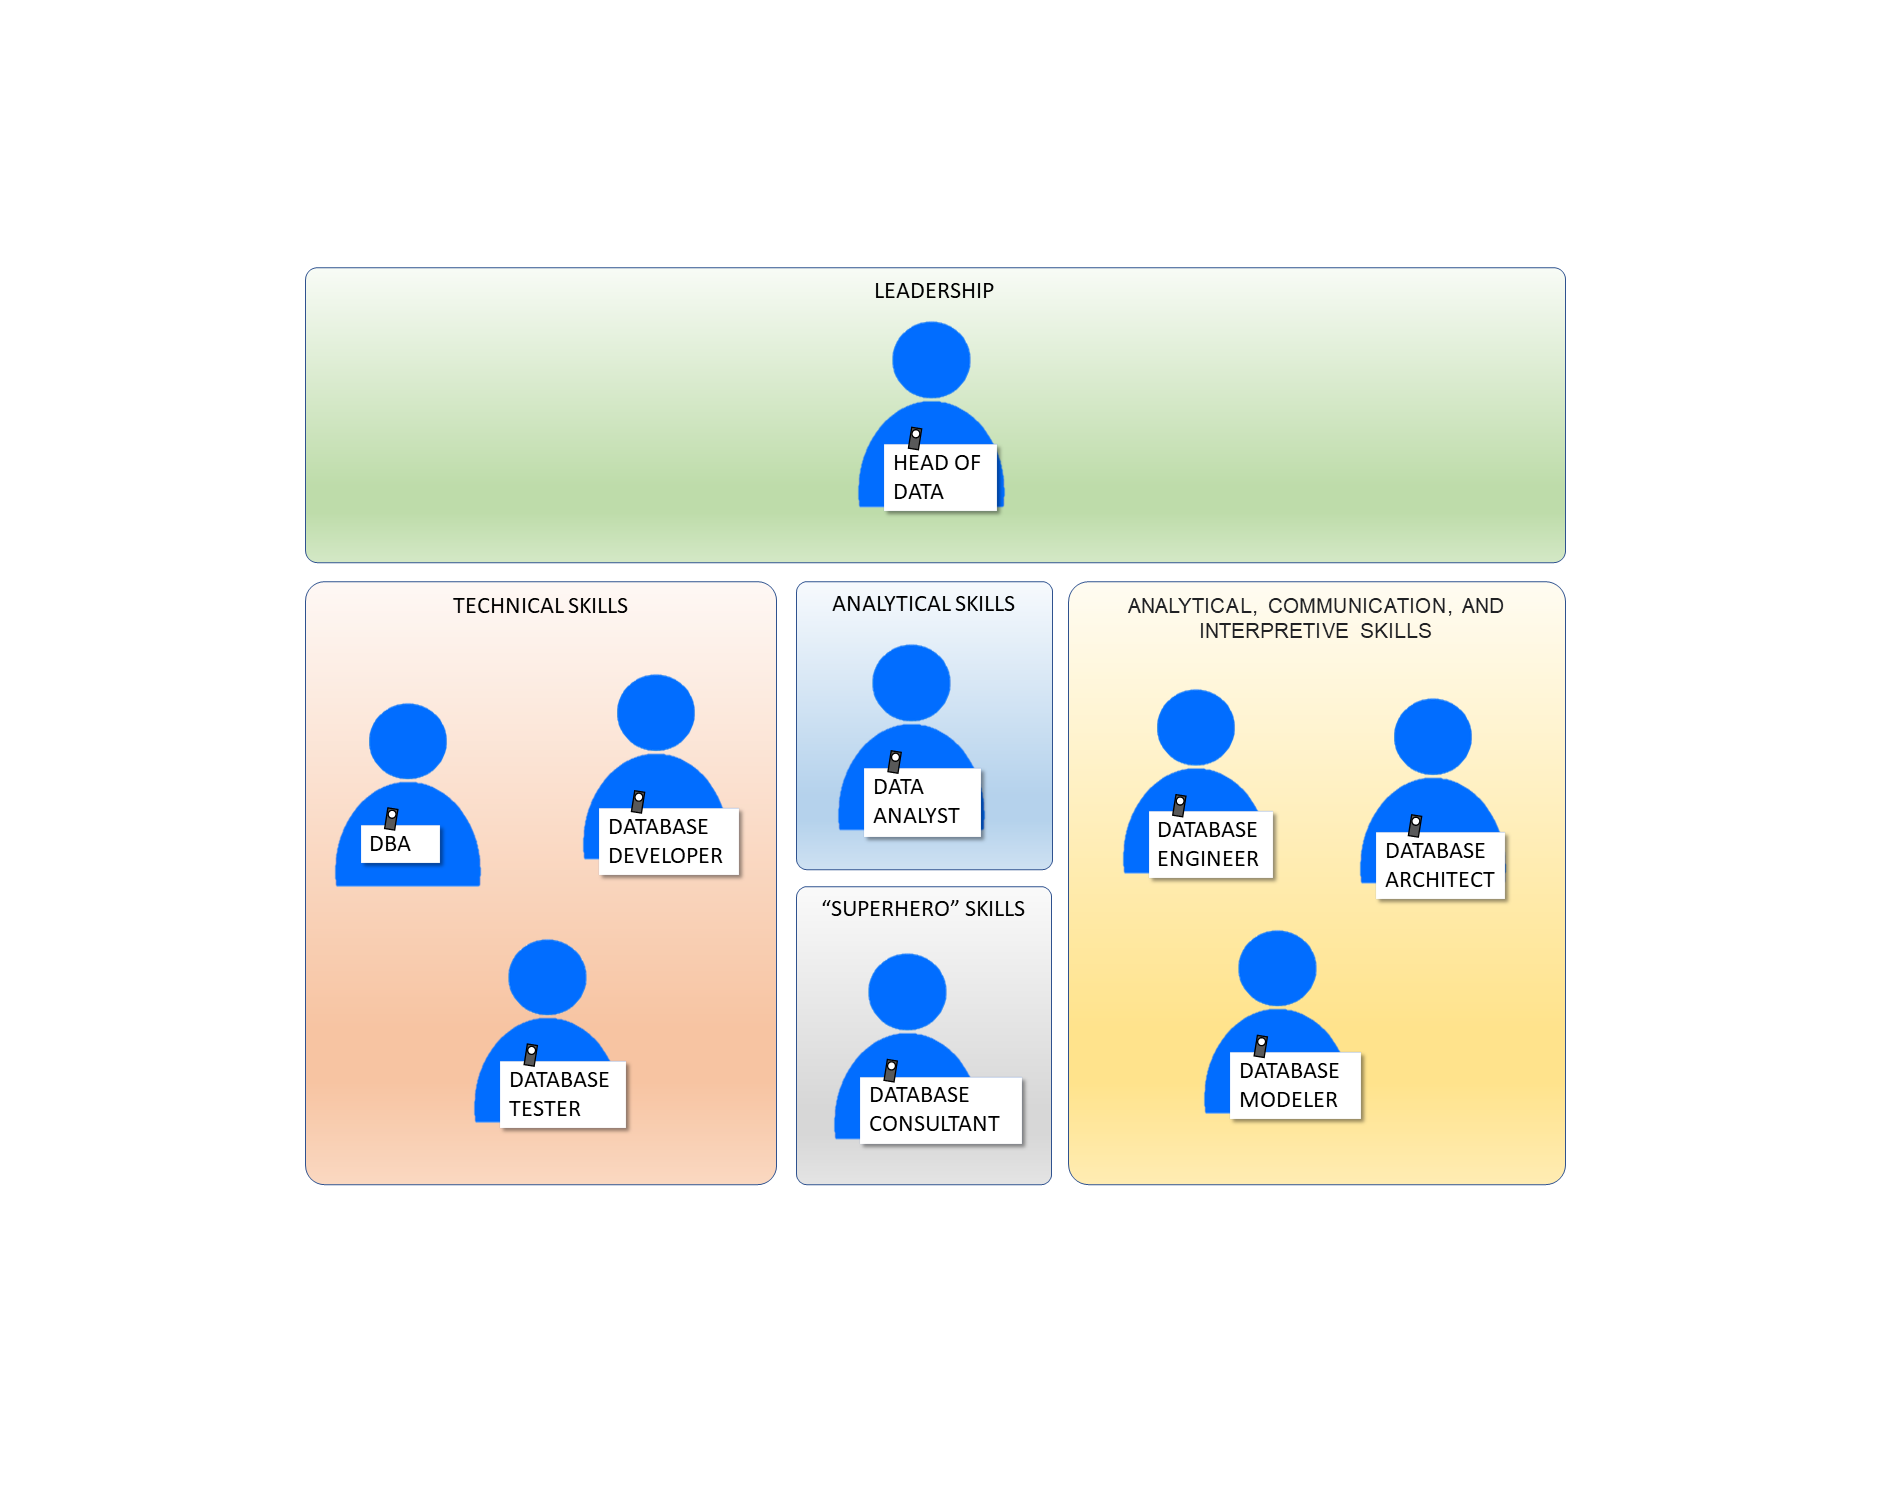 LEADERSHIP
HEAD OF
DATA
TECHNICAL SKILLS
DBA
DATABASE
DEVELOPER
DATABASE
TESTER
ANALYTICAL SKILLS
DATA
ANALYST
“SUPERHERO” SKILLS
DATABASE
CONSULTANT
ANALYTICAL, COMMUNICATION, AND
INTERPRETIVE SKILLS
DATABASE
ENGINEER
DATABASE
ARCHITECT
DATABASE
MODELER